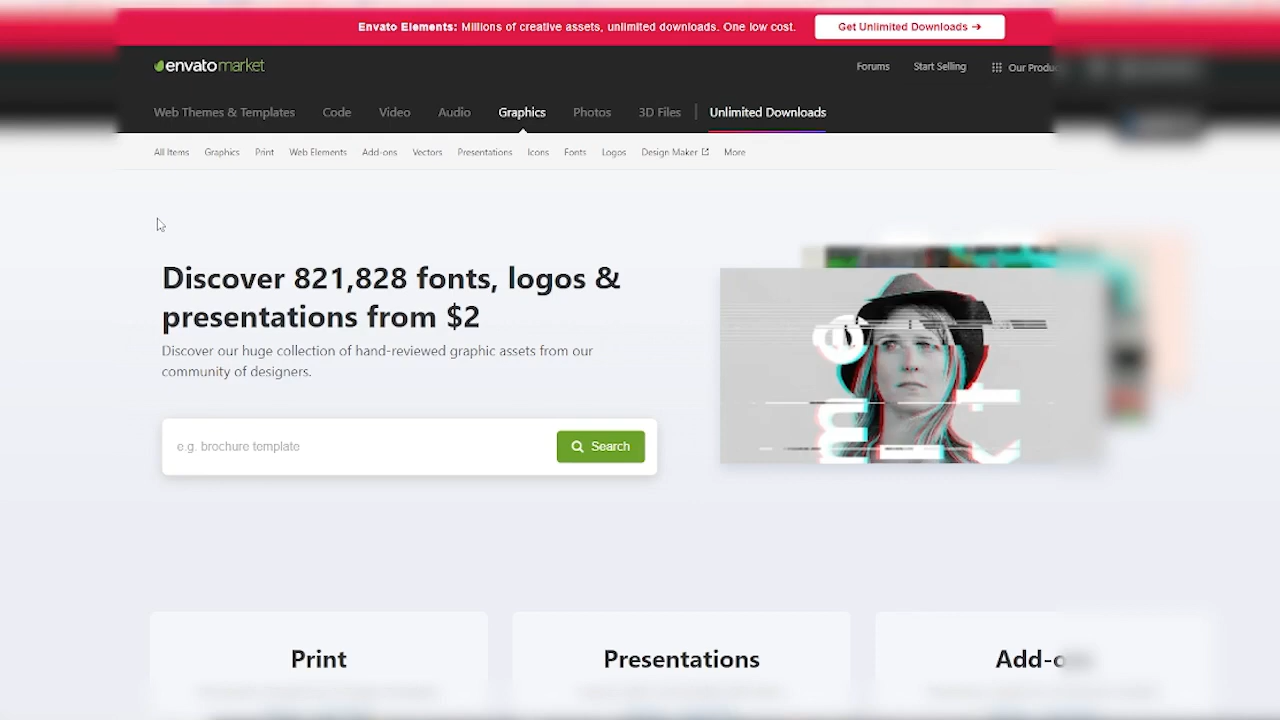 Envato Elements: Millions of creative assets, unlimited downloads. One low cost. Get Unlimited Downloads →
envato market Forums Start Selling Our
Web Themes & Templates Code Video Audio Graphics Photos 3D Files Unlimited Downloads
All Items Graphics Print Web Elements Add-ons Vectors Presentations Icons Fonts Logos Design Maker More
Discover 821,828 fonts, logos &
presentations from $2
Discover our huge collection of hand-reviewed graphic assets from our
community of designers.
e.g. brochure template Search
Print Presentations